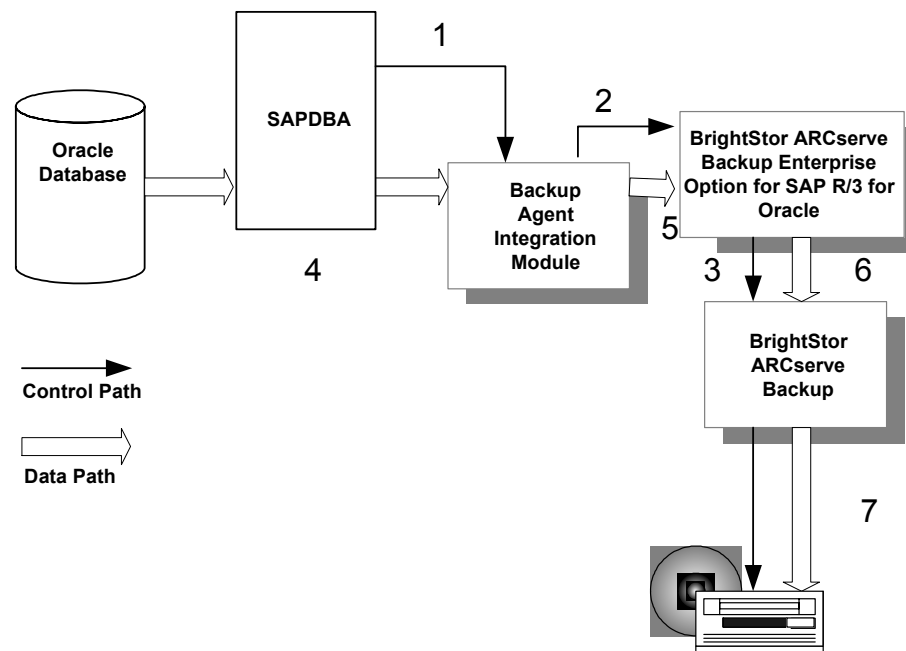 1
SAPDBA
2
Oracle
Database
BrightStor ARCserve
Backup Enterprise
Option for SAP R/3 for
Oracle
Backup
Agent
Integration
Module
5
4
3
6
BrightStor
ARCserve
Backup
Control Path
Data Path
7